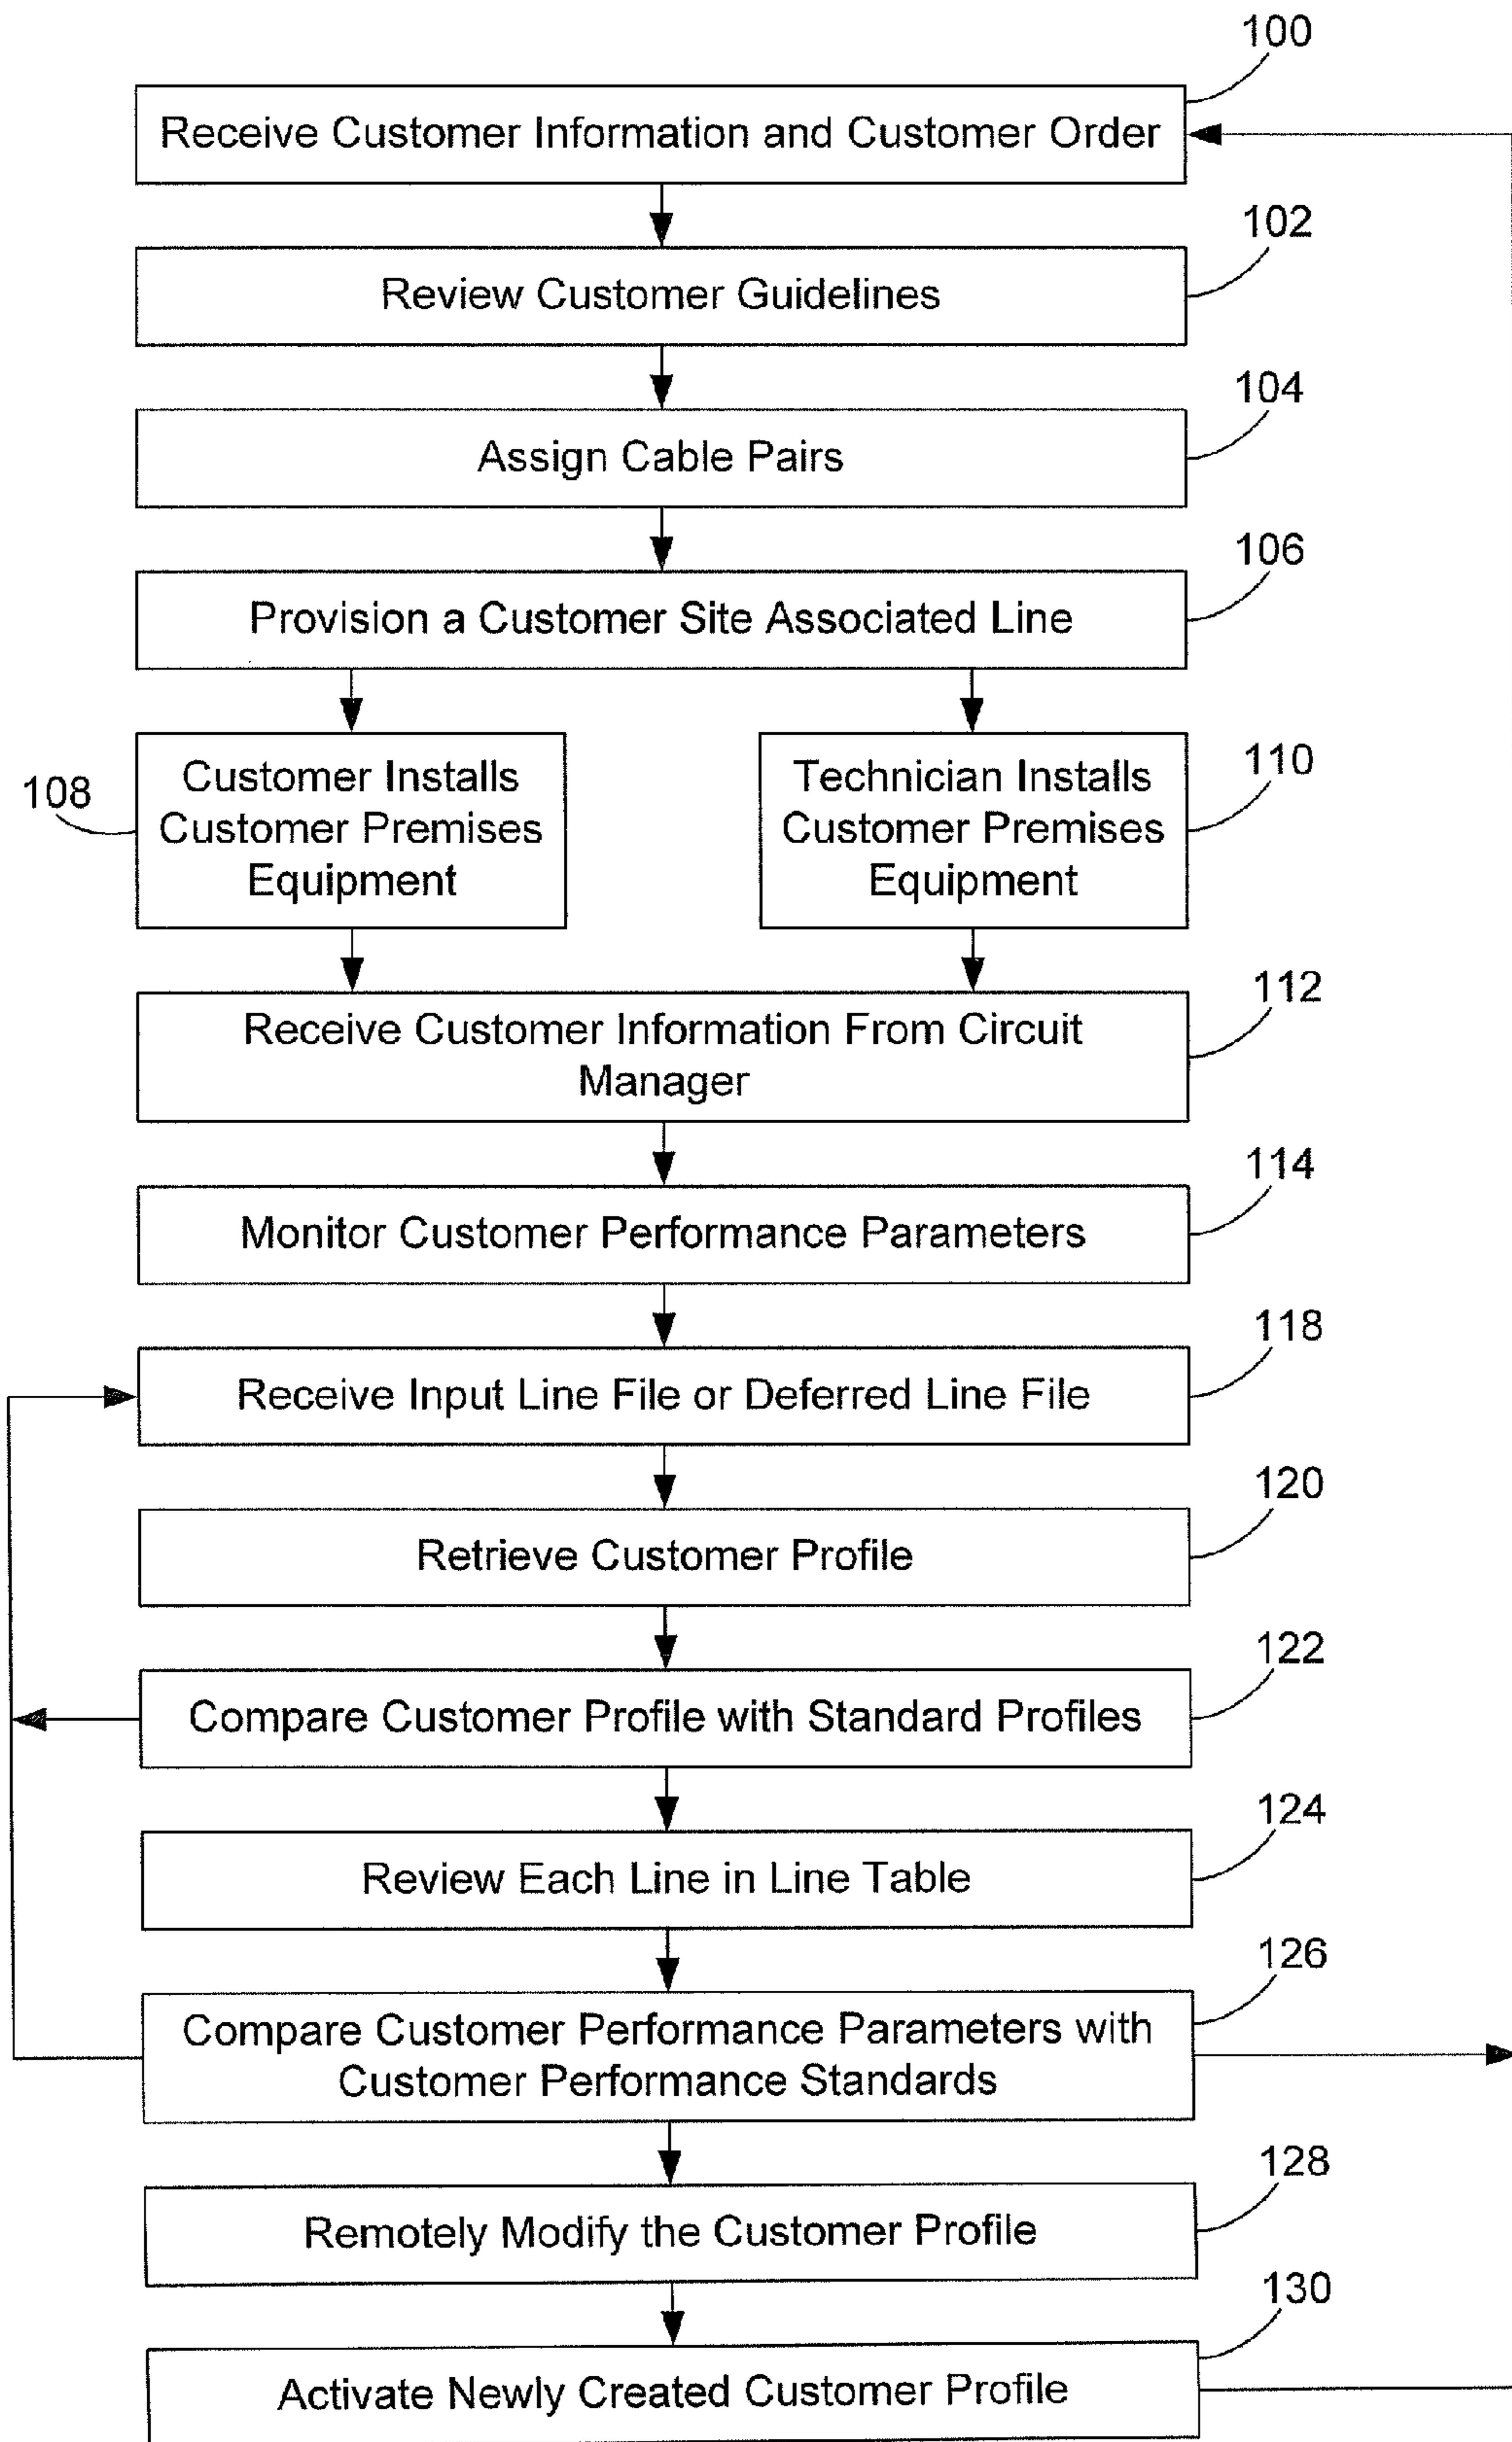 100
Receive Customer Information and Customer Order
102
Review Customer Guidelines
104
Assign Cable Pairs
106
Provision a Customer Site Associated Line
108
Customer Installs
Customer Premises
Equipment
110
Technician Installs
Customer Premises
Equipment
112
Receive Customer Information From Circuit
Manager
114
Monitor Customer Performance Parameters
118
Receive Input Line File or Deferred Line File
120
Retrieve Customer Profile
122
Compare Customer Profile with Standard Profiles
124
Review Each Line in Line Table
126
Compare Customer Performance Parameters with
Customer Performance Standards
128
Remotely Modify the Customer Profile
130
Activate Newly Created Customer Profile